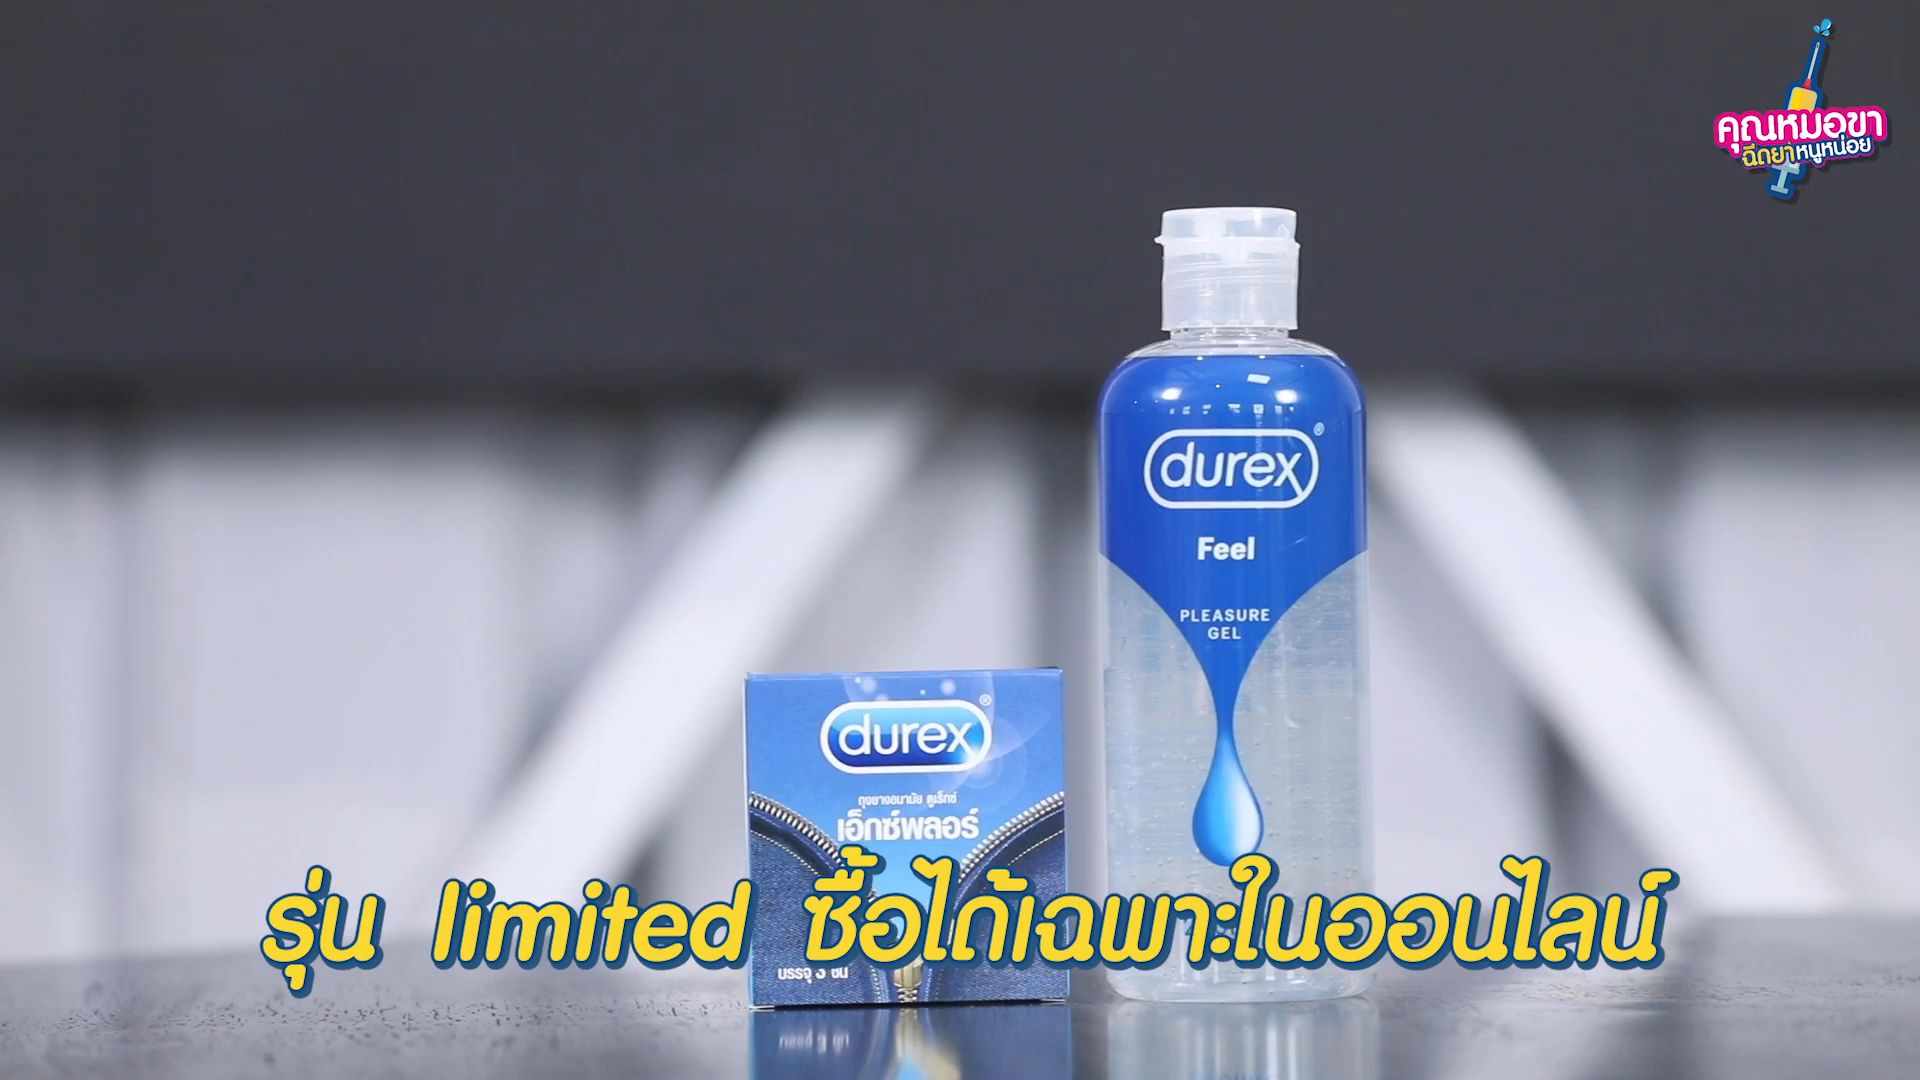 คุณหมอขา
ฉีดยาหนูหน่อย
durex®
Feel
PLEASURE
GEL
durex®
ถุงยางอนามัย ดูเร็กซ์
เอ็กซ์พลอร์
รุ่น limited ซื้อได้เฉพาะในออนไลน์
บรรจุ 3 ชิ้น